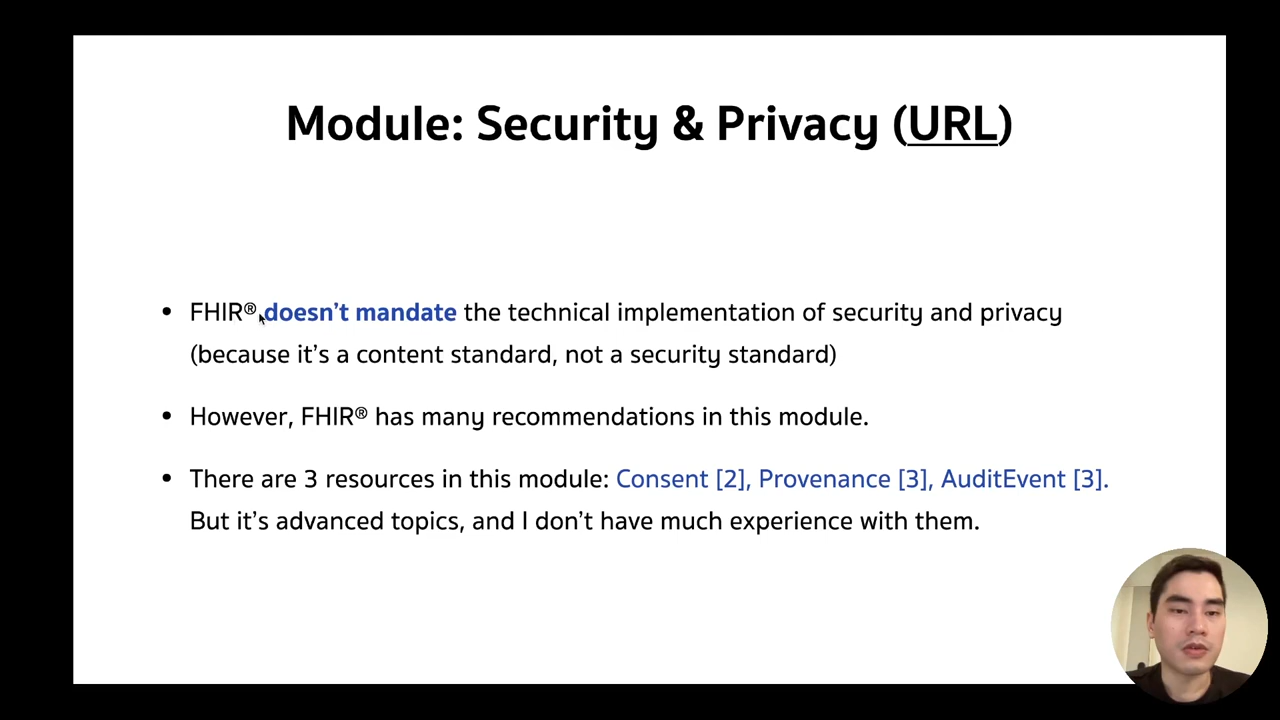 Module: Security & Privacy (URL)
• FHIR® doesn’t mandate the technical implementation of security and privacy
(because it’s a content standard, not a security standard)
• However, FHIR® has many recommendations in this module.
• There are 3 resources in this module: Consent [2], Provenance [3], AuditEvent [3].
But it’s advanced topics, and I don’t have much experience with them.